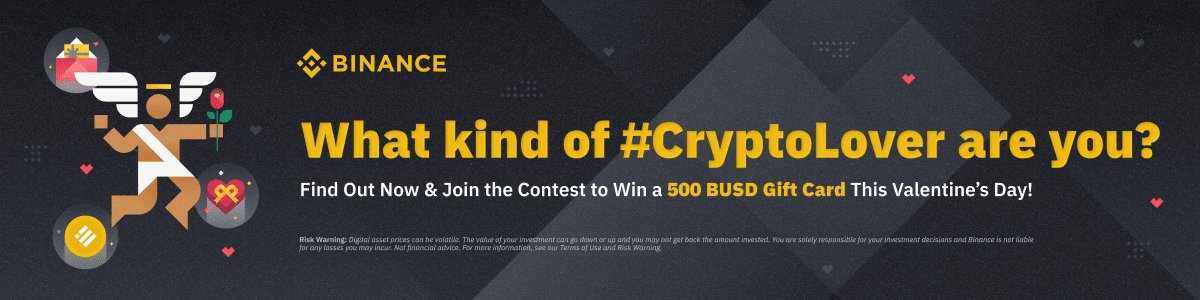 BINANCE
What kind of #CryptoLover are you?
Find Out Now & Join the Contest to Win a 500 BUSD Gift Card This Valentine's Day!
Risk Warning: Digital asset prices can be volatile. The value of your investment can go down or up and you may not get back the amount invested. You are solely responsible for your investment decisions and Binance is not liable
for any losses you may incur. Not financial advice. For more information, see our Terms of Use and Risk Warning.